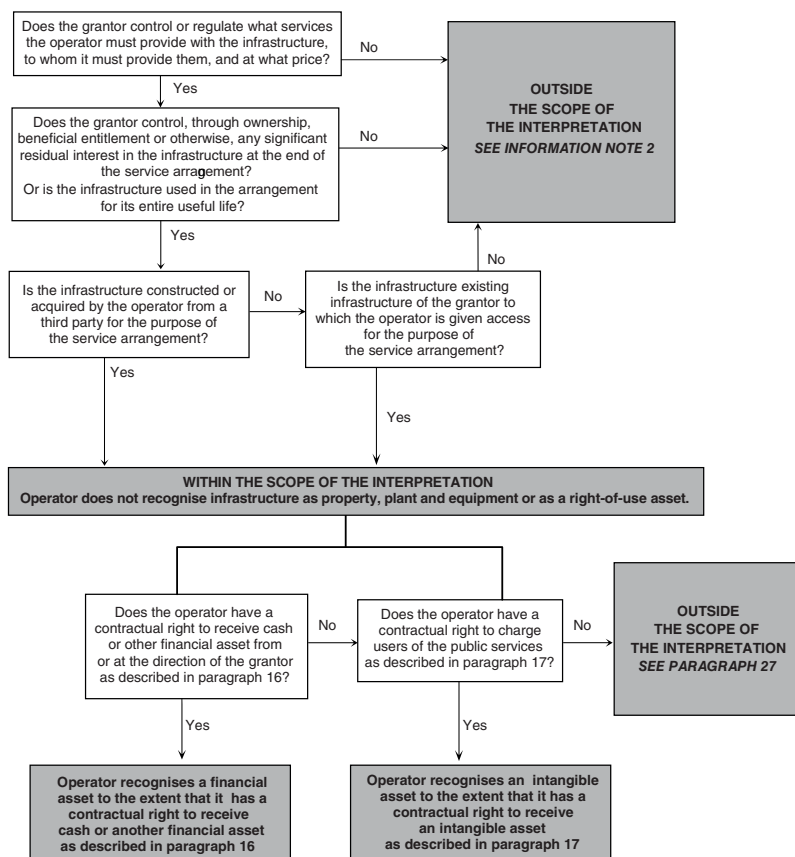 Does the grantor control or regulate what services
the operator must provide with the infrastructure,
to whom it must provide them, and at what price?
No
OUTSIDE
THE SCOPE OF
THE INTERPRETATION
SEE INFORMATION NOTE 2
Yes
Does the grantor control, through ownership,
beneficial entitlement or otherwise, any significant
residual interest in the infrastructure at the end of
the service arragement?
Or is the infrastructure used in the arrangement
for its entire useful life?
No
Yes
No
Is the infrastructure constructed or
acquired by the operator from a
third party for the purpose of
the service arrangement?
No
Is the infrastructure existing
infrastructure of the grantor to
which the operator is given access
for the purpose of
the service arrangement?
Yes
Yes
WITHIN THE SCOPE OF THE INTERPRETATION
Operator does not recognise infrastructure as property, plant and equipment or as a right-of-use asset.
Does the operator have a
contractual right to receive cash
or other financial asset from
or at the direction of the grantor
as described in paragraph 16?
No
Does the operator have a
contractual right to charge
users of the public services
as described in paragraph 17?
No
OUTSIDE
THE SCOPE OF
THE INTERPRETATION
SEE PARAGRAPH 27
Yes
Yes
Operator recognises a financial
asset to the extent that it has a
contractual right to receive
cash or another financial asset
as described in paragraph 16
Operator recognises an intangible
asset to the extent that it has a
contractual right to receive
an intangible asset
as described in paragraph 17